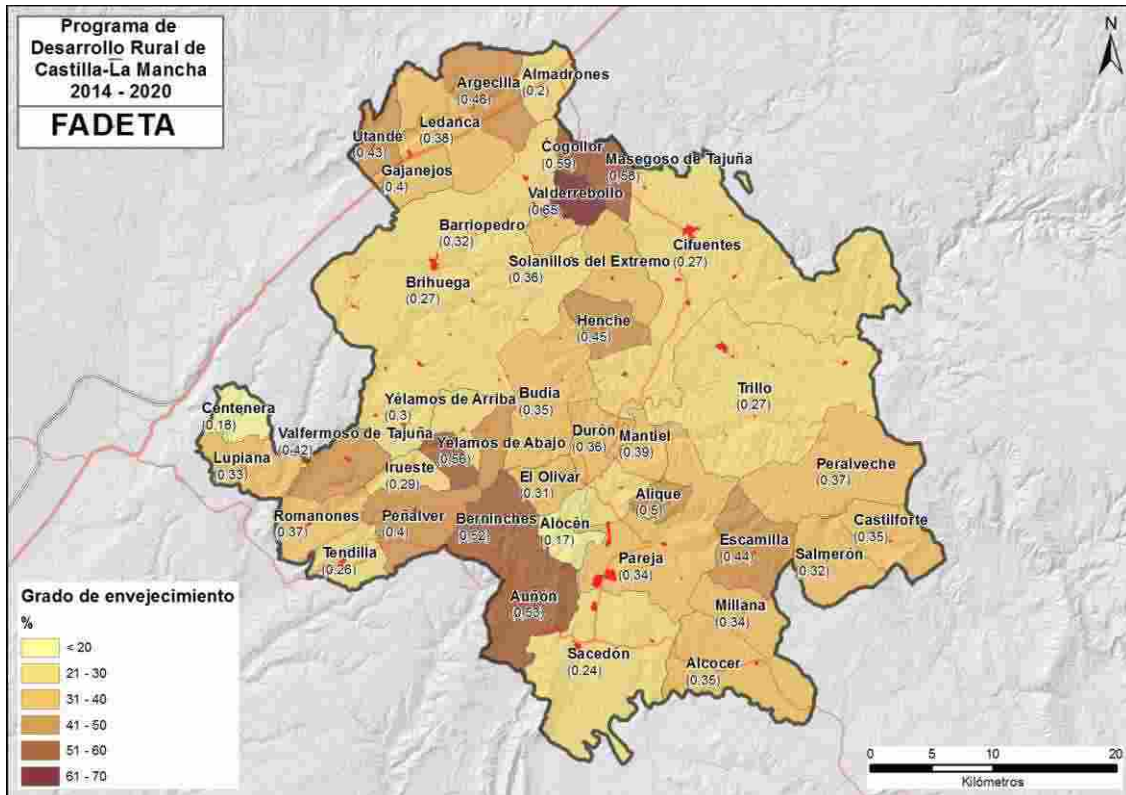 Programa de
Desarrollo Rural de
Castilla-La Mancha
2014 - 2020
FADETA
N
Argecilla
(0.46)
Almadrones
(0.2)
Utande
(0.43)
Ledanca
(0.38)
Gajanejos
(0.4)
Cogollor
(0.59)
Masegoso de Tajuña
(0.58)
Valderrebollo
(0.65)
Barriopedro
(0.32)
Cifuentes
(0.27)
Solanillos del Extremo
(0.36)
Brihuega
(0.27)
Henche
(0.45)
Trillo
(0.27)
Centenera
(0.18)
Yélamos de Arriba
(0.3)
Budia
(0.35)
Valfermoso de Tajuña
(0.42)
Durón
(0.36)
Mantiel
(0.39)
Yélamos de Abajo
(0.56)
Lupiana
(0.33)
Irueste
(0.29)
El Olivar
(0.31)
Peralveche
(0.37)
Alique
(0.5)
Romanones
(0.37)
Peñalver
(0.4)
Berninches
(0.52)
Alocén
(0.17)
Castilforte
(0.35)
Escamilla
(0.44)
Salmerón
(0.32)
Tendilla
(0.26)
Pareja
(0.34)
Auñón
(0.53)
Millana
(0.34)
Sacedón
(0.24)
Alcocer
(0.35)
Grado de envejecimiento
%
< 20
21 - 30
31 - 40
41 - 50
51 - 60
61 - 70
0 5 10 20
Kilómetros